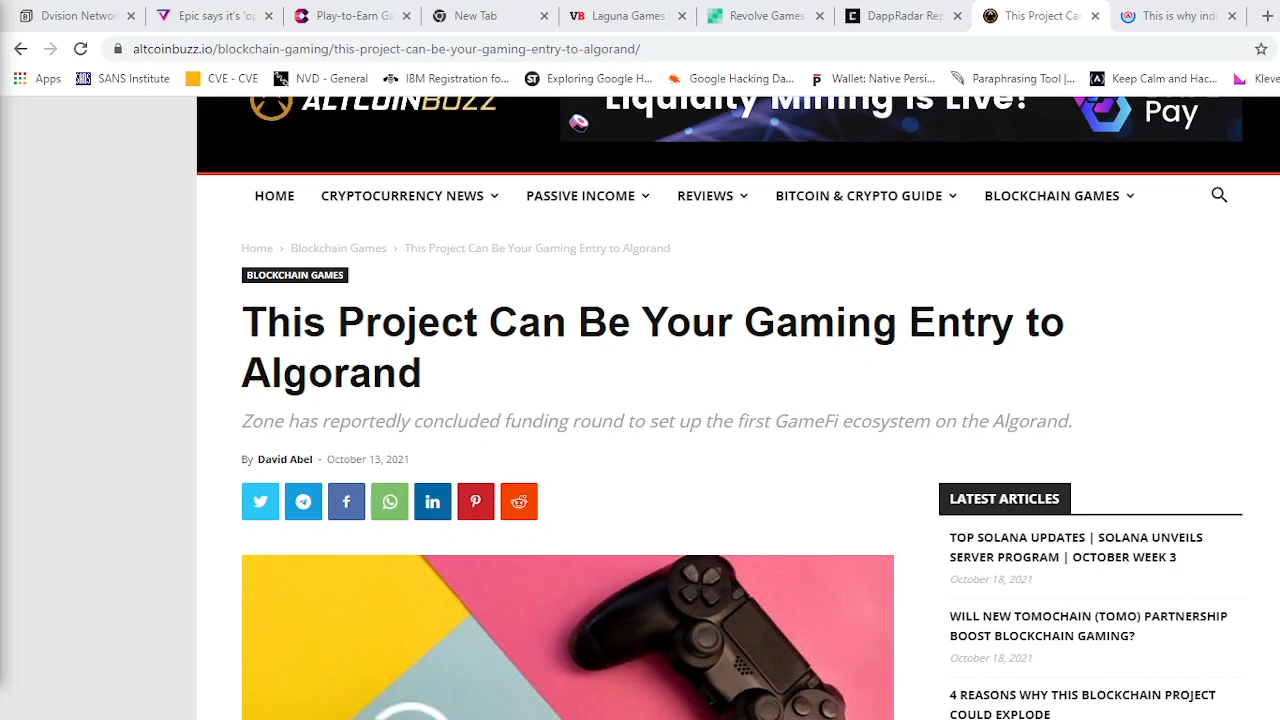 Dvision Networ
Epic says it's 'op
Play-to-Earn Ga
New Tab
VB Laguna Games
Revolve Games
DappRadar Rep
This Project Can
This is why indu
altcoinbuzz.io/blockchain-gaming/this-project-can-be-your-gaming-entry-to-algorand/
Apps
SANS Institute
CVE - CVE
NVD - General
IBM Registration fo...
ST Exploring Google H...
Google Hacking Da...
Wallet: Native Persi...
Paraphrasing Tool |...
Keep Calm and Hac...
Kleve
ALTCOINBUZZ
Liquidity Mining is Live!
Pay
HOME
CRYPTOCURRENCY NEWS
PASSIVE INCOME
REVIEWS
BITCOIN & CRYPTO GUIDE
BLOCKCHAIN GAMES
Home › Blockchain Games › This Project Can Be Your Gaming Entry to Algorand
BLOCKCHAIN GAMES
This Project Can Be Your Gaming Entry to
Algorand
Zone has reportedly concluded funding round to set up the first GameFi ecosystem on the Algorand.
By David Abel - October 13, 2021
LATEST ARTICLES
TOP SOLANA UPDATES | SOLANA UNVEILS
SERVER PROGRAM | OCTOBER WEEK 3
October 18, 2021
WILL NEW TOMOCHAIN (TOMO) PARTNERSHIP
BOOST BLOCKCHAIN GAMING?
October 18, 2021
4 REASONS WHY THIS BLOCKCHAIN PROJECT
COULD EXPLODE